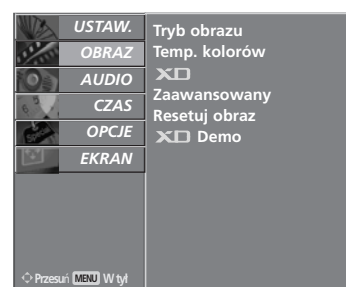 USTAW.
OBRAZ
AUDIO
CZAS
OPCJE
EKRAN
Tryb obrazu
Temp. kolorów
XD
Zaawansowany
Resetuj obraz
XD Demo
Przesuń MENU W tył